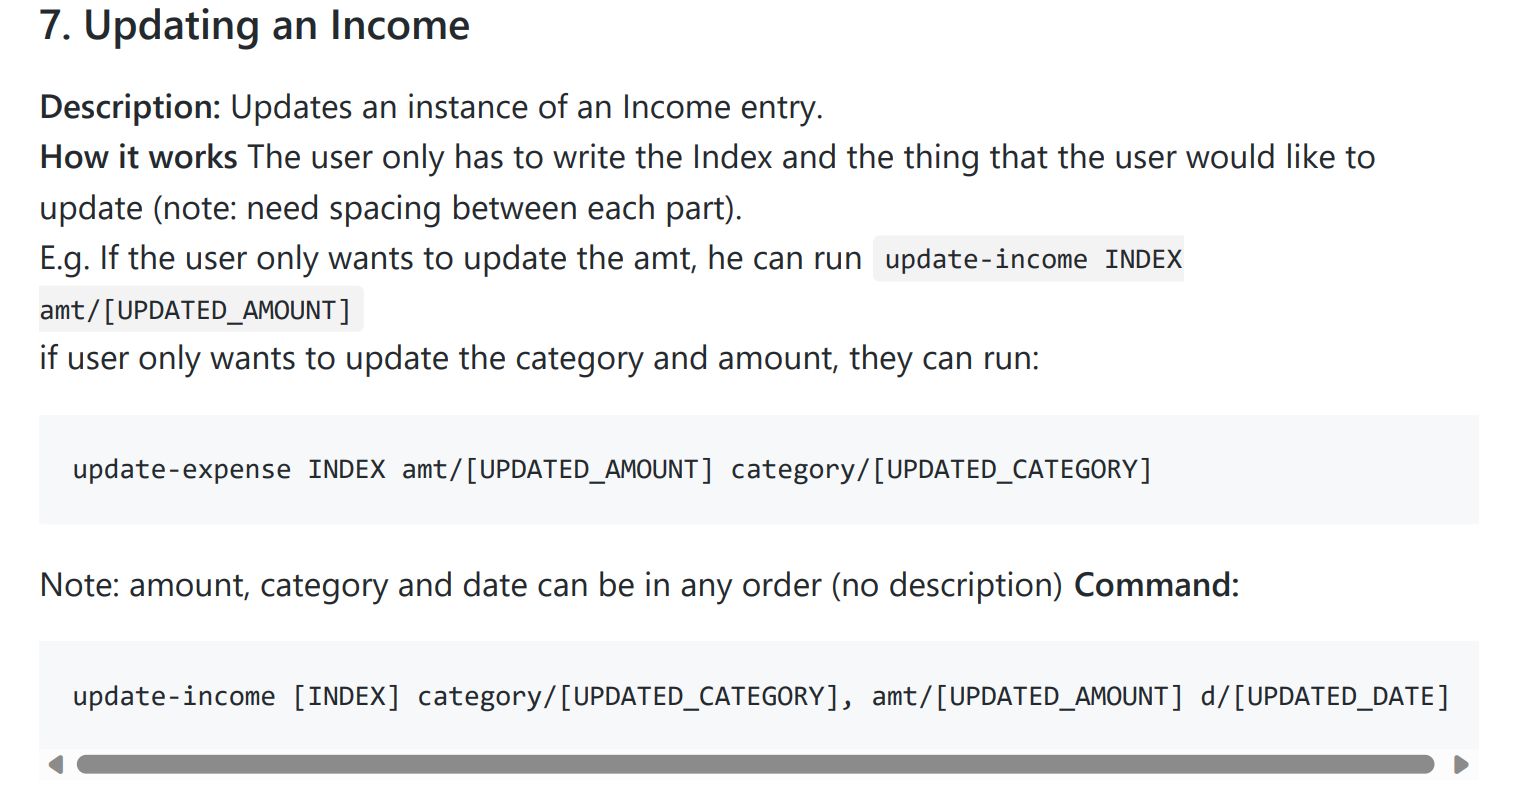 7. Updating an Income
Description: Updates an instance of an Income entry.
How it works The user only has to write the Index and the thing that the user would like to
update (note: need spacing between each part).
E.g. If the user only wants to update the amt, he can run update-income INDEX
amt/[UPDATED_AMOUNT]
if user only wants to update the category and amount, they can run:
update-expense INDEX amt/[UPDATED_AMOUNT] category/[UPDATED_CATEGORY]
Note: amount, category and date can be in any order (no description) Command:
update-income [INDEX] category/[UPDATED_CATEGORY], amt/[UPDATED_AMOUNT] d/[UPDATED_DATE]